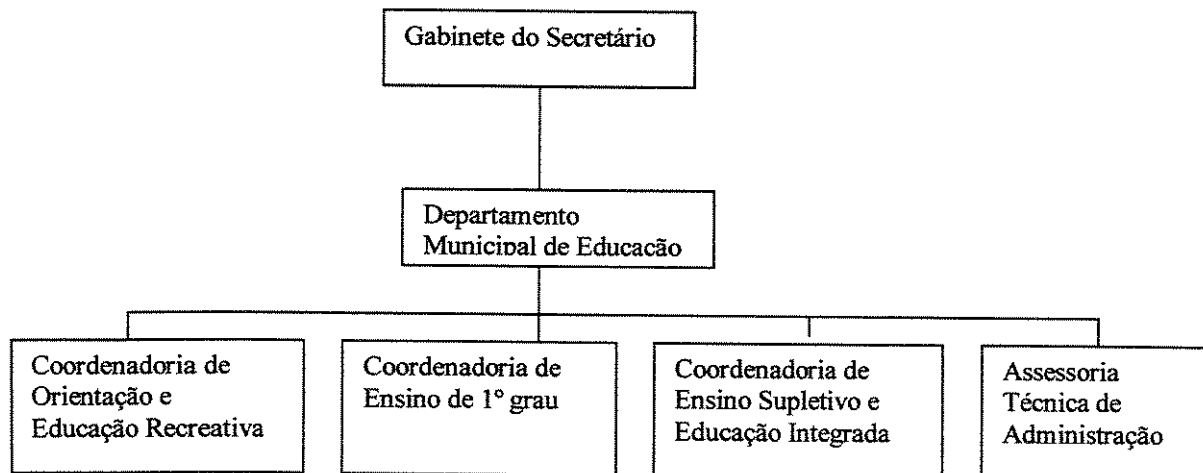 Gabinete do Secretário
Departamento
Municipal de Educação
Coordenadoria de
Orientação e
Educação Recreativa
Coordenadoria de
Ensino de 1º grau
Coordenadoria de
Ensino Supletivo e
Educação Integrada
Assessoria
Técnica de
Administração